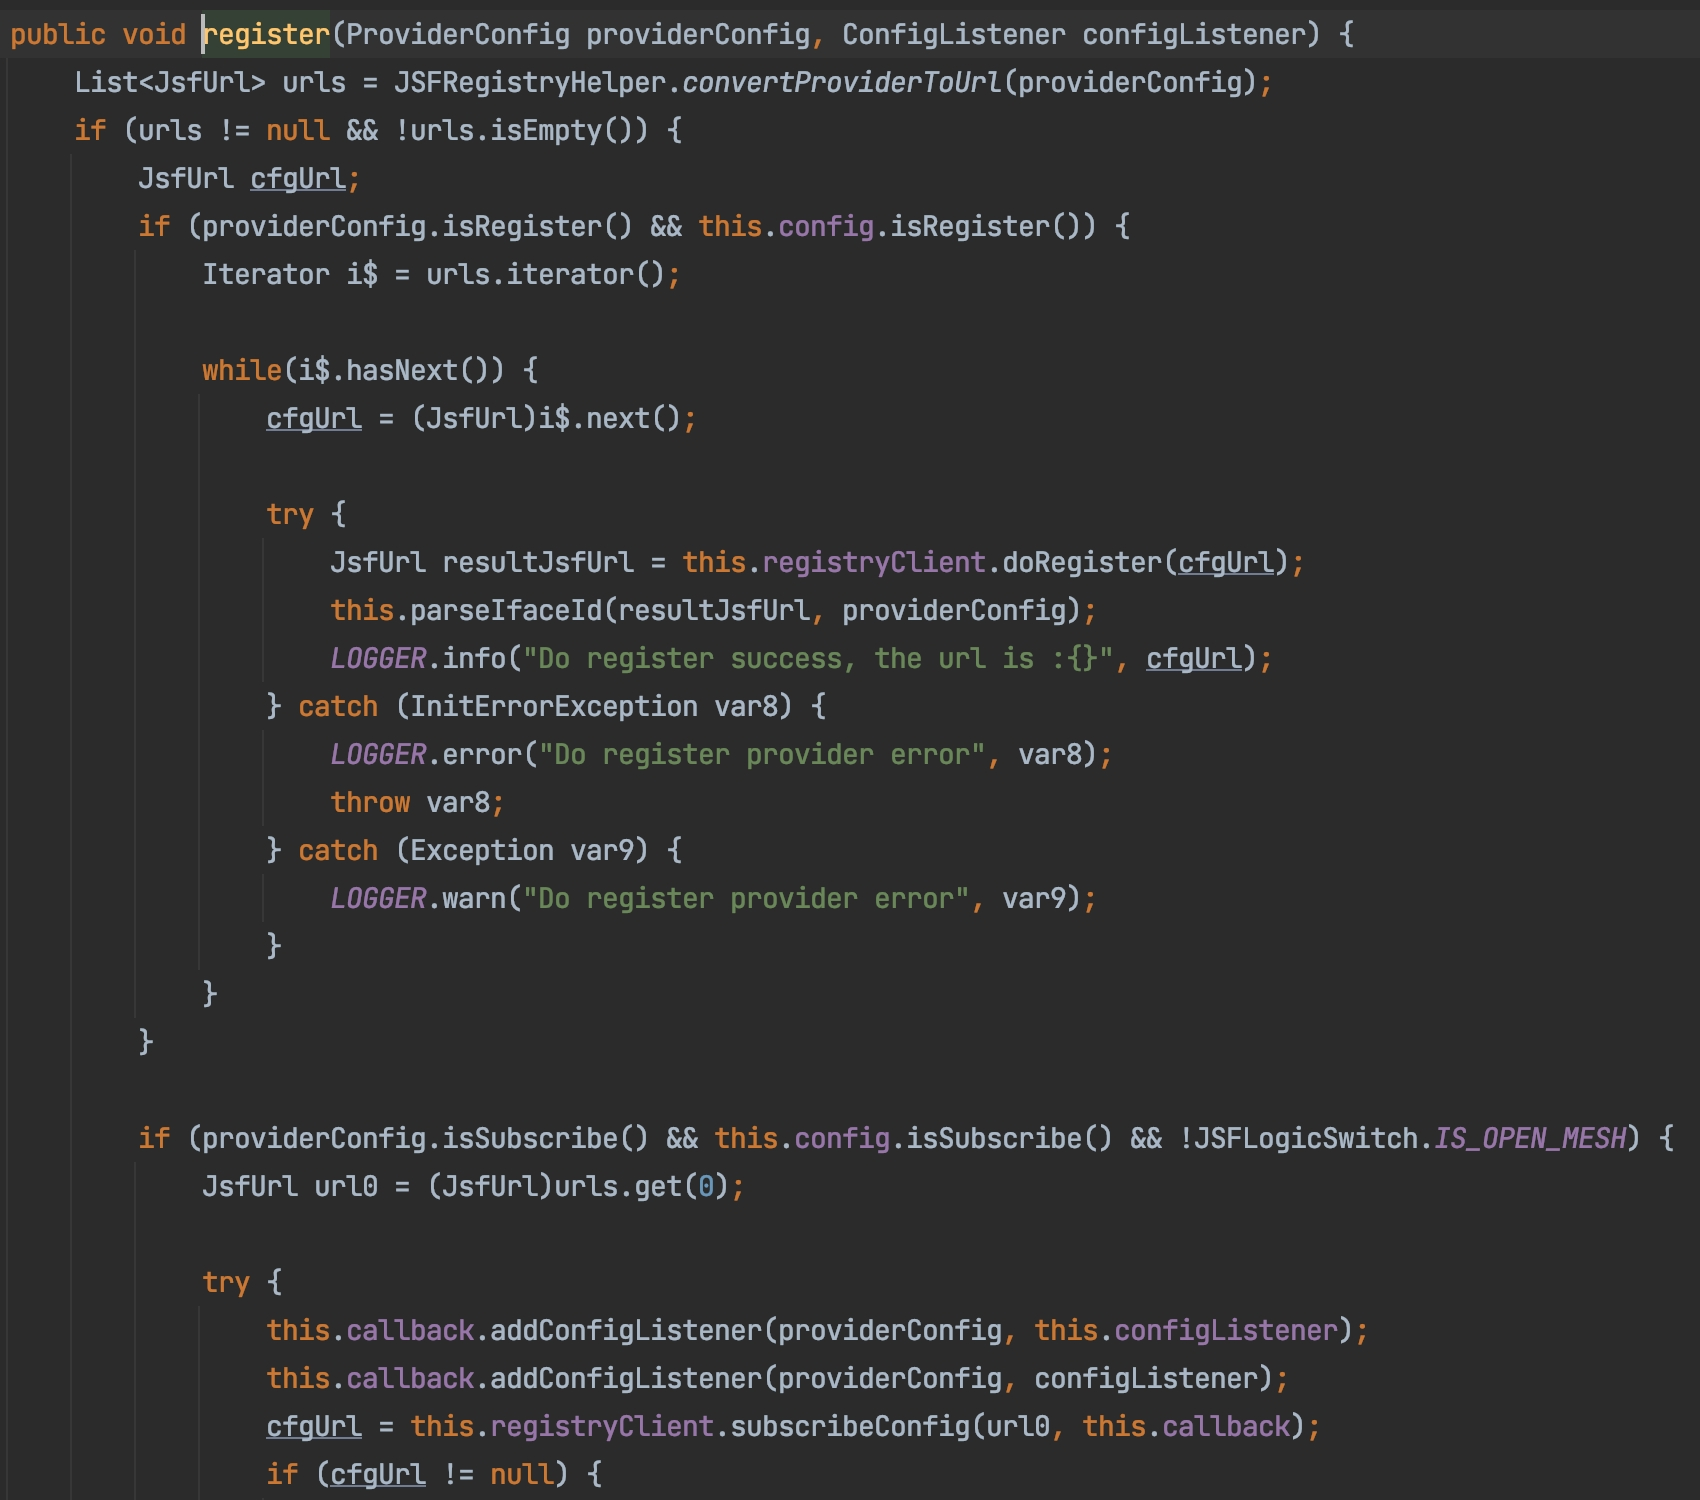 public void register(ProviderConfig providerConfig, ConfigListener configListener) {
    List<JsfUrl> urls = JSFRegistryHelper.convertProviderToUrl(providerConfig);
    if (urls != null && !urls.isEmpty()) {
        JsfUrl cfgUrl;
        if (providerConfig.isRegister() && this.config.isRegister()) {
            Iterator i$ = urls.iterator();

            while(i$.hasNext()) {
                cfgUrl = (JsfUrl)i$.next();

                try {
                    JsfUrl resultJsfUrl = this.registryClient.doRegister(cfgUrl);
                    this.parseIfaceId(resultJsfUrl, providerConfig);
                    LOGGER.info("Do register success, the url is :{}", cfgUrl);
                } catch (InitErrorException var8) {
                    LOGGER.error("Do register provider error", var8);
                    throw var8;
                } catch (Exception var9) {
                    LOGGER.warn("Do register provider error", var9);
                }
            }
        }

        if (providerConfig.isSubscribe() && this.config.isSubscribe() && !JSFLogicSwitch.IS_OPEN_MESH) {
            JsfUrl url0 = (JsfUrl)urls.get(0);

            try {
                this.callback.addConfigListener(providerConfig, this.configListener);
                this.callback.addConfigListener(providerConfig, configListener);
                cfgUrl = this.registryClient.subscribeConfig(url0, this.callback);
                if (cfgUrl != null) {